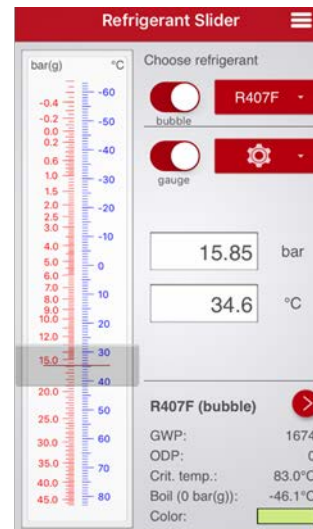 Refrigerant Slider
bar(g) °C
Choose refrigerant
R407F
bubble
gauge
-60
-0.4
-0.2
-50
0.0
0.2
-40
0.6
1.0
-30
1.5
-20
2.0
2.5
3.0
-10
4.0
5.0
0
6.0
7.0
10
8.0
9.0
10.0
20
12.0
30
15.0
40
20.0
50
25.0
30.0
60
35.0
70
40.0
45.0
80
15.85 bar
34.6 °C
R407F (bubble)
GWP: 1674
ODP: 0
Crit. temp.: 83.0°C
Boil (0 bar(g)): -46.1°C
Color: